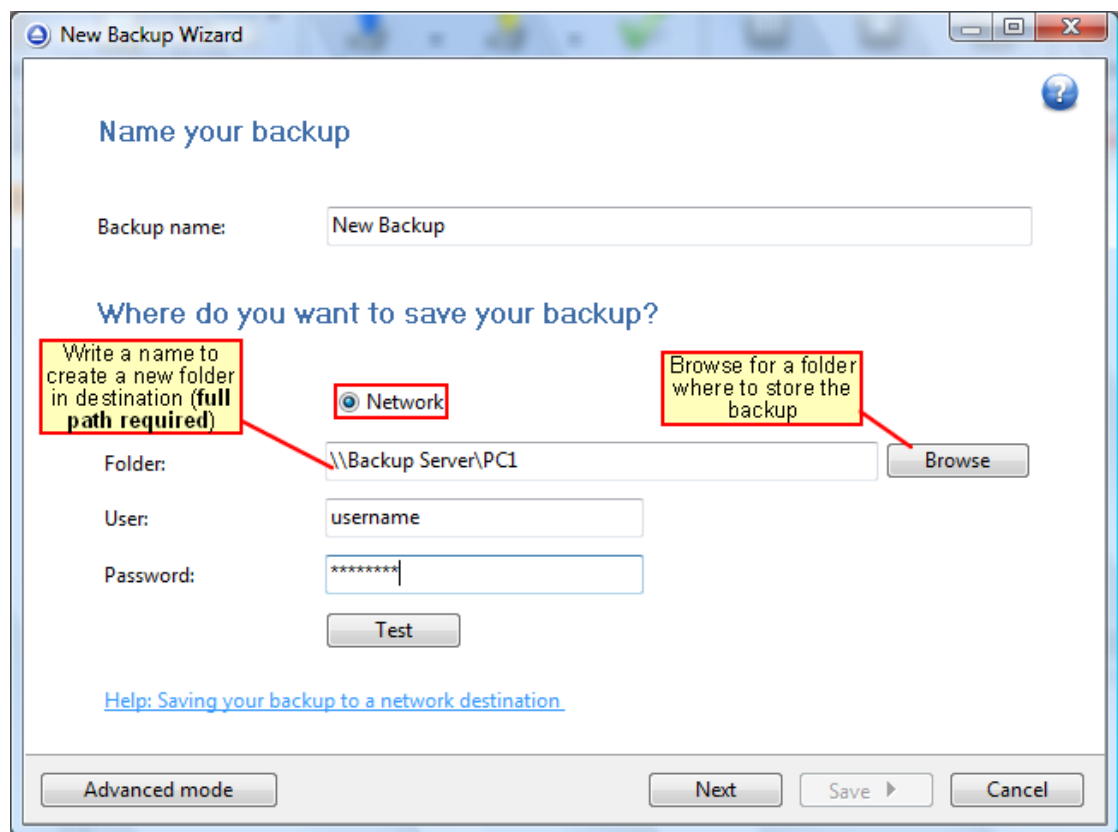 New Backup Wizard
Name your backup
Backup name:
New Backup
Where do you want to save your backup?
Write a name to
create a new folder
in destination (full
path required)
Network
Browse for a folder
where to store the
backup
Folder:
\\Backup Server\PC1
Browse
User:
username
Password:
********
Test
Help: Saving your backup to a network destination
Advanced mode
Next
Save
Cancel